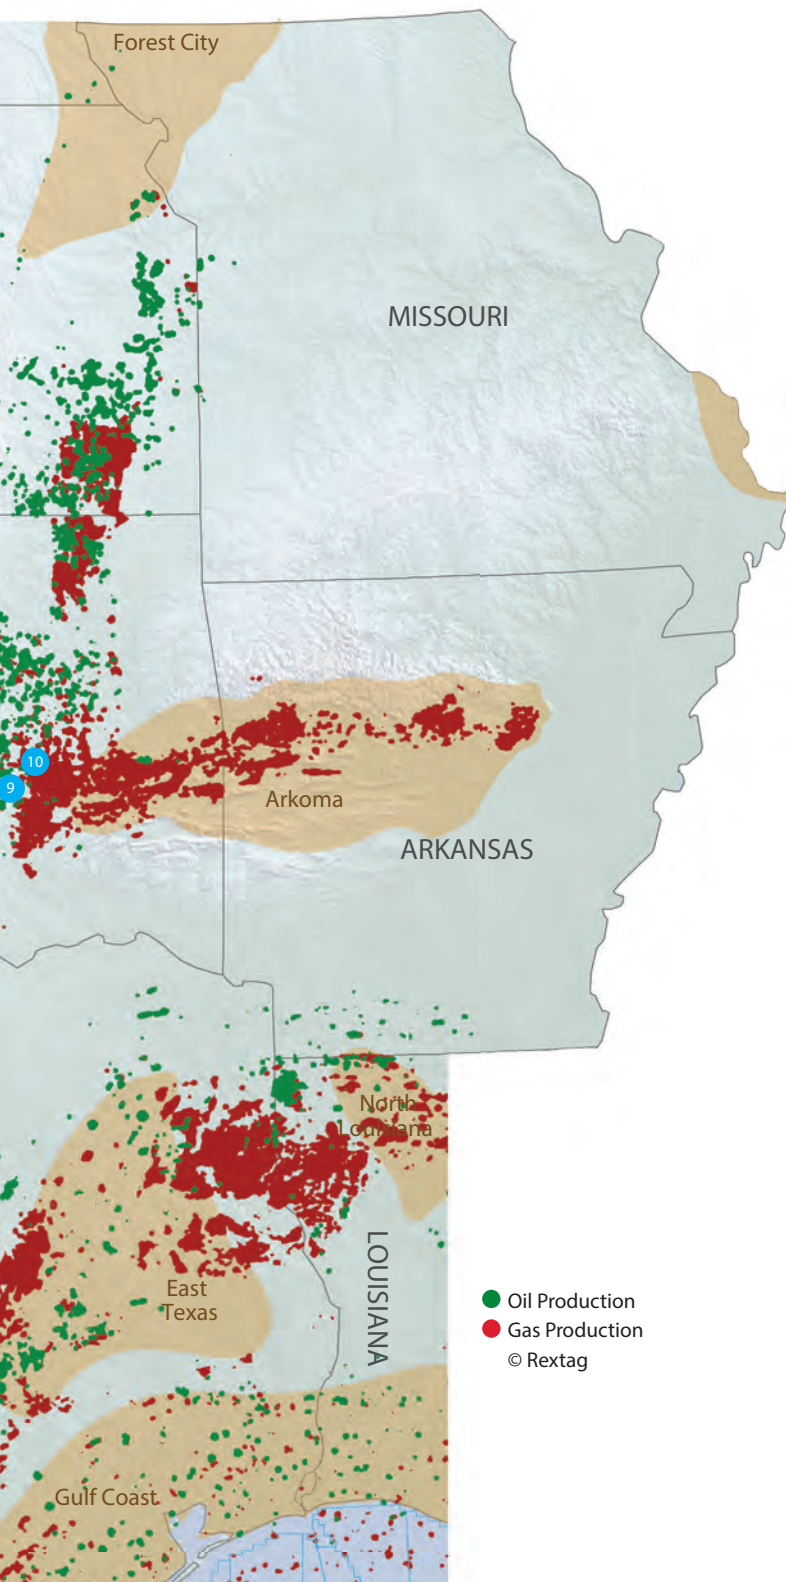 Forest City
MISSOURI
10
9
Arkoma
ARKANSAS
North
Louisiana
LOUISIANA
East
Texas
Oil Production
Gas Production
© Rextag
Gulf Coast